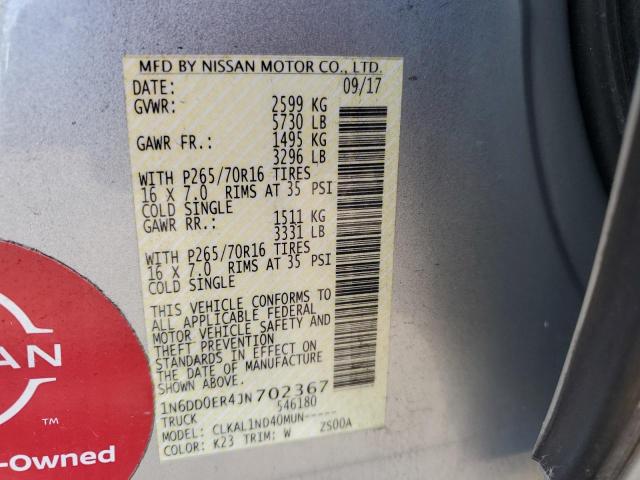 MFD BY NISSAN MOTOR CO., LTD.
DATE: 09/17
GVWR: 2599 KG
5730 LB
GAWR FR.: 1495 KG
3296 LB
WITH P265/70R16 TIRES
16 X 7.0 RIMS AT 35 PSI
COLD SINGLE
GAWR RR.: 1511 KG
3331 LB
WITH P265/70R16 TIRES
16 X 7.0 RIMS AT 35 PSI
COLD SINGLE
THIS VEHICLE CONFORMS TO
ALL APPLICABLE FEDERAL
MOTOR VEHICLE SAFETY AND
THEFT PREVENTION
STANDARDS IN EFFECT ON
THE DATE OF MANUFACTURE
SHOWN ABOVE.
1N6DD0ER4JN702367
TRUCK 546180
MODEL: CLKAL1ND40MUN-----
COLOR: K23 TRIM: W 2S00A
SAN
-Owned